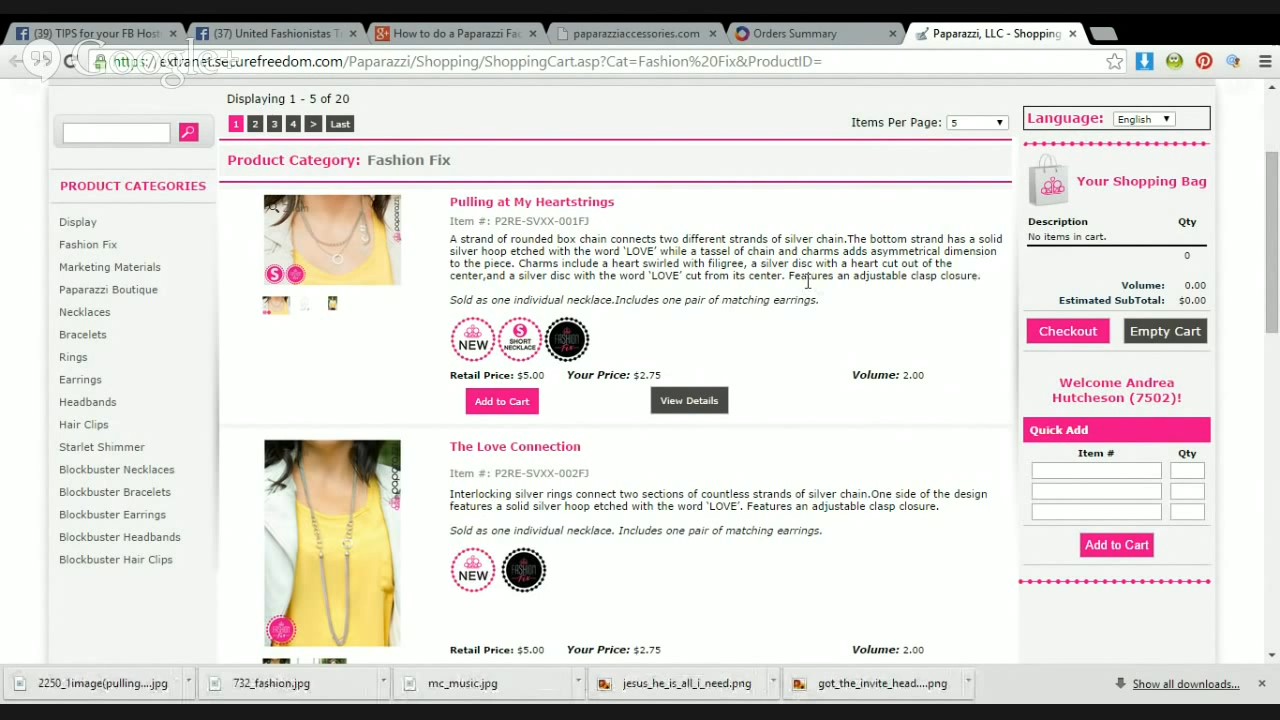 (39) TIPS for your FB Host
(37) United Fashionistas T
How to do a Paparazzi Fa
paparazziaccessories.com
Orders Summary
Paparazzi, LLC - Shopping
Google+
https://extranet.securefreedom.com/Paparazzi/Shopping/ShoppingCat.asp?Cat=Fashion%20Fix&ProductID=
Displaying 1 - 5 of 20
1 2 3 4 > Last
Items Per Page: 5
Language: English
Product Category: Fashion Fix
PRODUCT CATEGORIES
Display
Fashion Fix
Marketing Materials
Paparazzi Boutique
Necklaces
Bracelets
Rings
Earrings
Headbands
Hair Clips
Starlet Shimmer
Blockbuster Necklaces
Blockbuster Bracelets
Blockbuster Earrings
Blockbuster Headbands
Blockbuster Hair Clips
Pulling at My Heartstrings
Item #: P2RE-SVXX-001FJ
A strand of rounded box chain connects two different strands of silver chain.The bottom strand has a solid
silver hoop etched with the word ‘LOVE’ while a tassel of chain and charms adds asymmetrical dimension
to the piece. Charms include a heart swirled with filigree, a silver disc with a heart cut out of the
center,and a silver disc with the word ‘LOVE’ cut from its center. Features an adjustable clasp closure.
Sold as one individual necklace.Includes one pair of matching earrings.
NEW
S
SHORT
NECKLACE
FASHION
FIX
Retail Price: $5.00 Your Price: $2.75 Volume: 2.00
Add to Cart
View Details
The Love Connection
Item #: P2RE-SVXX-002FJ
Interlocking silver rings connect two sections of countless strands of silver chain.One side of the design
features a solid silver hoop etched with the word ‘LOVE’. Features an adjustable clasp closure.
Sold as one individual necklace. Includes one pair of matching earrings.
NEW
FASHION
FIX
Retail Price: $5.00 Your Price: $2.75 Volume: 2.00
Your Shopping Bag
Description Qty
No items in cart.
0
Volume: 0.00
Estimated SubTotal: $0.00
Checkout
Empty Cart
Welcome Andrea
Hutcheson (7502)!
Quick Add
Item # Qty
Add to Cart
2250_1image(pulling....jpg
732_fashion.jpg
mc_music.jpg
jesus_he_is_all_i_need.png
got_the_invite_head....png
Show all downloads...